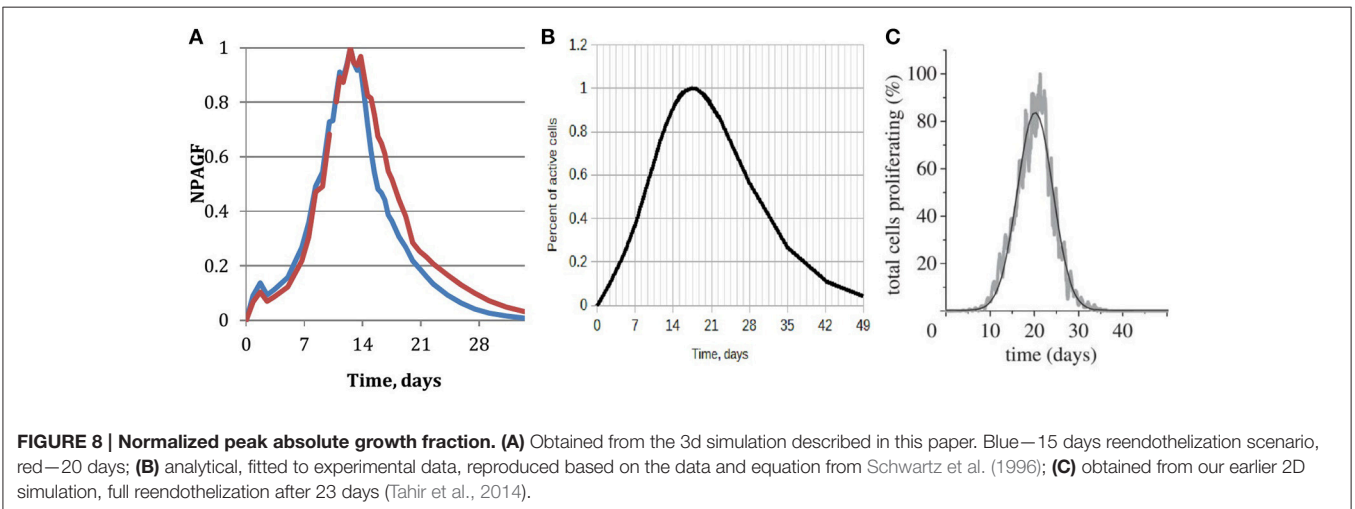 A
1
0.8
0.6
0.4
0.2
0
NPAGF
0 7 14 21 28
Time, days
B
1.2
1
0.8
0.6
0.4
0.2
0
Percent of active cells
0 7 14 21 28 35 42 49
Time, days
C
100
80
60
40
20
0
total cells proliferating (%)
10 20 30 40
time (days)
FIGURE 8 | Normalized peak absolute growth fraction. (A) Obtained from the 3d simulation described in this paper. Blue—15 days reendothelization scenario,
red—20 days; (B) analytical, fitted to experimental data, reproduced based on the data and equation from Schwartz et al. (1996); (C) obtained from our earlier 2D
simulation, full reendothelization after 23 days (Tahir et al., 2014).